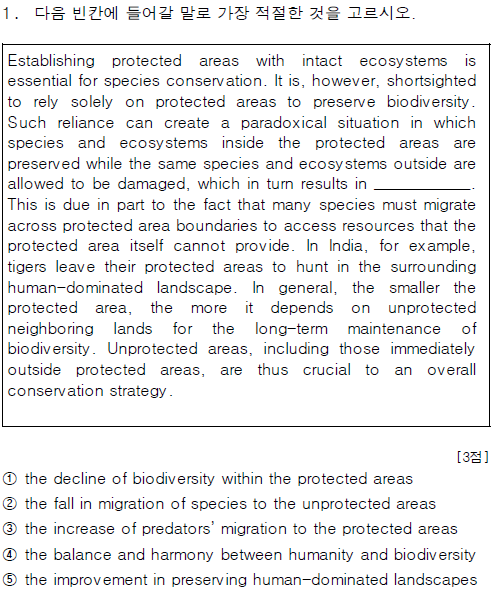 1. 다음 빈칸에 들어갈 말로 가장 적절한 것을 고르시오.
Establishing protected areas with intact ecosystems is
essential for species conservation. It is, however, shortsighted
to rely solely on protected areas to preserve biodiversity.
Such reliance can create a paradoxical situation in which
species and ecosystems inside the protected areas are
preserved while the same species and ecosystems outside are
allowed to be damaged, which in turn results in ___________.
This is due in part to the fact that many species must migrate
across protected area boundaries to access resources that the
protected area itself cannot provide. In India, for example,
tigers leave their protected areas to hunt in the surrounding
human-dominated landscape. In general, the smaller the
protected area, the more it depends on unprotected
neighboring lands for the long-term maintenance of
biodiversity. Unprotected areas, including those immediately
outside protected areas, are thus crucial to an overall
conservation strategy.
[3점]
① the decline of biodiversity within the protected areas
② the fall in migration of species to the unprotected areas
③ the increase of predators' migration to the protected areas
④ the balance and harmony between humanity and biodiversity
⑤ the improvement in preserving human-dominated landscapes